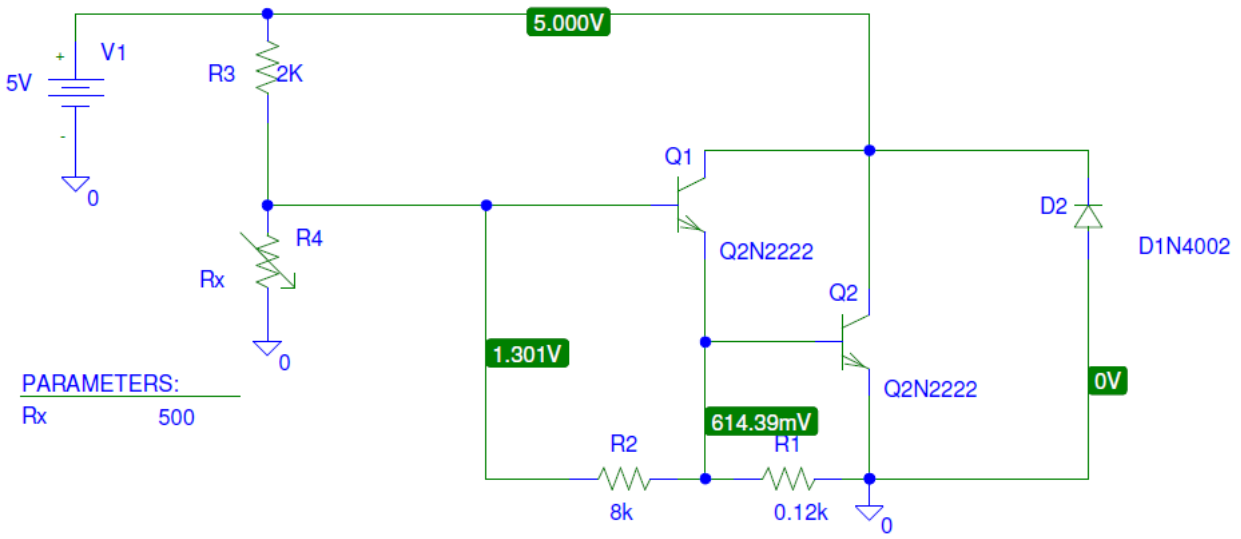 5.000V
+
V1
5V
-
0
R3
2K
R4
Rx
0
PARAMETERS:
Rx 500
Q1
Q2N2222
Q2
Q2N2222
D2
D1N4002
1.301V
0V
614.39mV
R2
8k
R1
0.12k
0